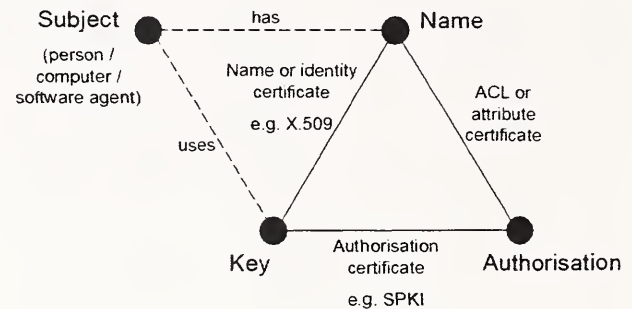 Subject
(person /
computer /
software agent)
has
Name
Name or identity
certificate
e.g. X.509
ACL or
attribute
certificate
uses
Key
Authorisation
certificate
e.g. SPKI
Authorisation